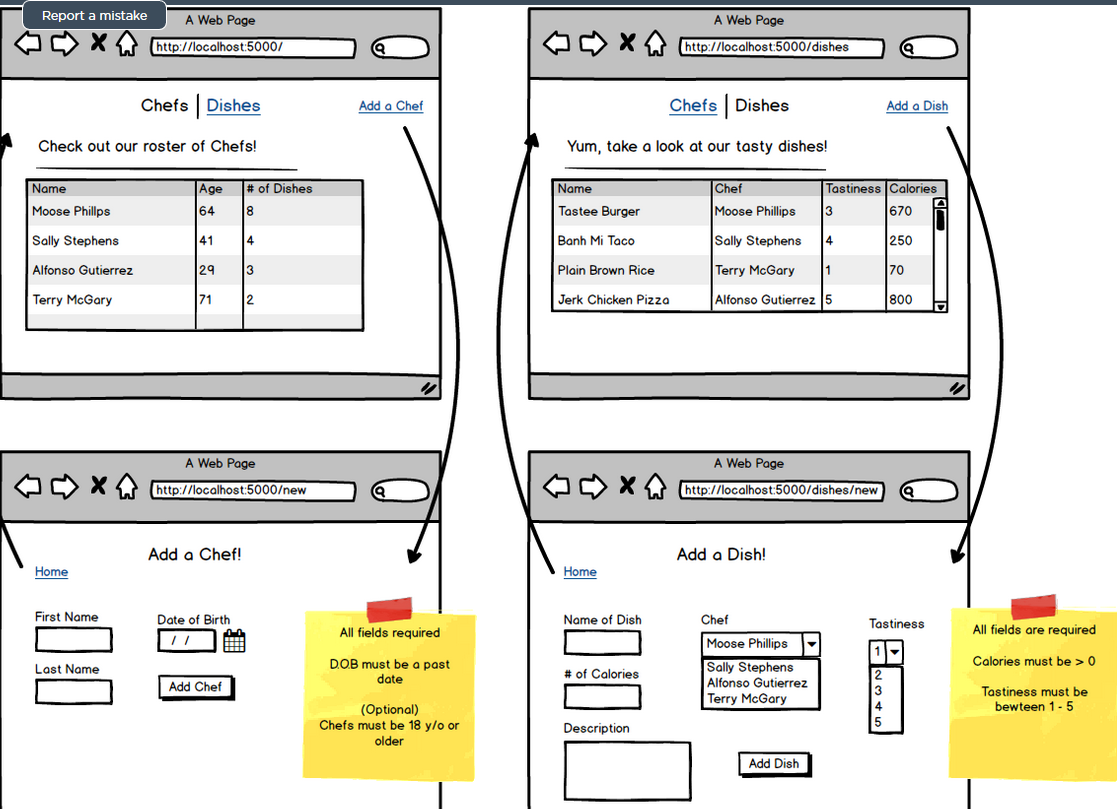 Report a mistake
A Web Page
http://localhost:5000/
Chefs | Dishes
Add a Chef
Check out our roster of Chefs!
Name Age # of Dishes
Moose Phillps 64 8
Sally Stephens 41 4
Alfonso Gutierrez 29 3
Terry McGary 71 2
A Web Page
http://localhost:5000/dishes
Chefs | Dishes
Add a Dish
Yum, take a look at our tasty dishes!
Name Chef Tastiness Calories
Tastee Burger Moose Phillips 3 670
Banh Mi Taco Sally Stephens 4 250
Plain Brown Rice Terry McGary 1 70
Jerk Chicken Pizza Alfonso Gutierrez 5 800
A Web Page
http://localhost:5000/new
Add a Chef!
Home
First Name
Date of Birth
/ /
Last Name
Add Chef
All fields required
D.O.B must be a past
date
(Optional)
Chefs must be 18 y/o or
older
A Web Page
http://localhost:5000/dishes/new
Add a Dish!
Home
Name of Dish
Chef
Moose Phillips
Sally Stephens
Alfonso Gutierrez
Terry McGary
Tastiness
1
2
3
4
5
# of Calories
Description
Add Dish
All fields are required
Calories must be > 0
Tastiness must be
bewteen 1 - 5